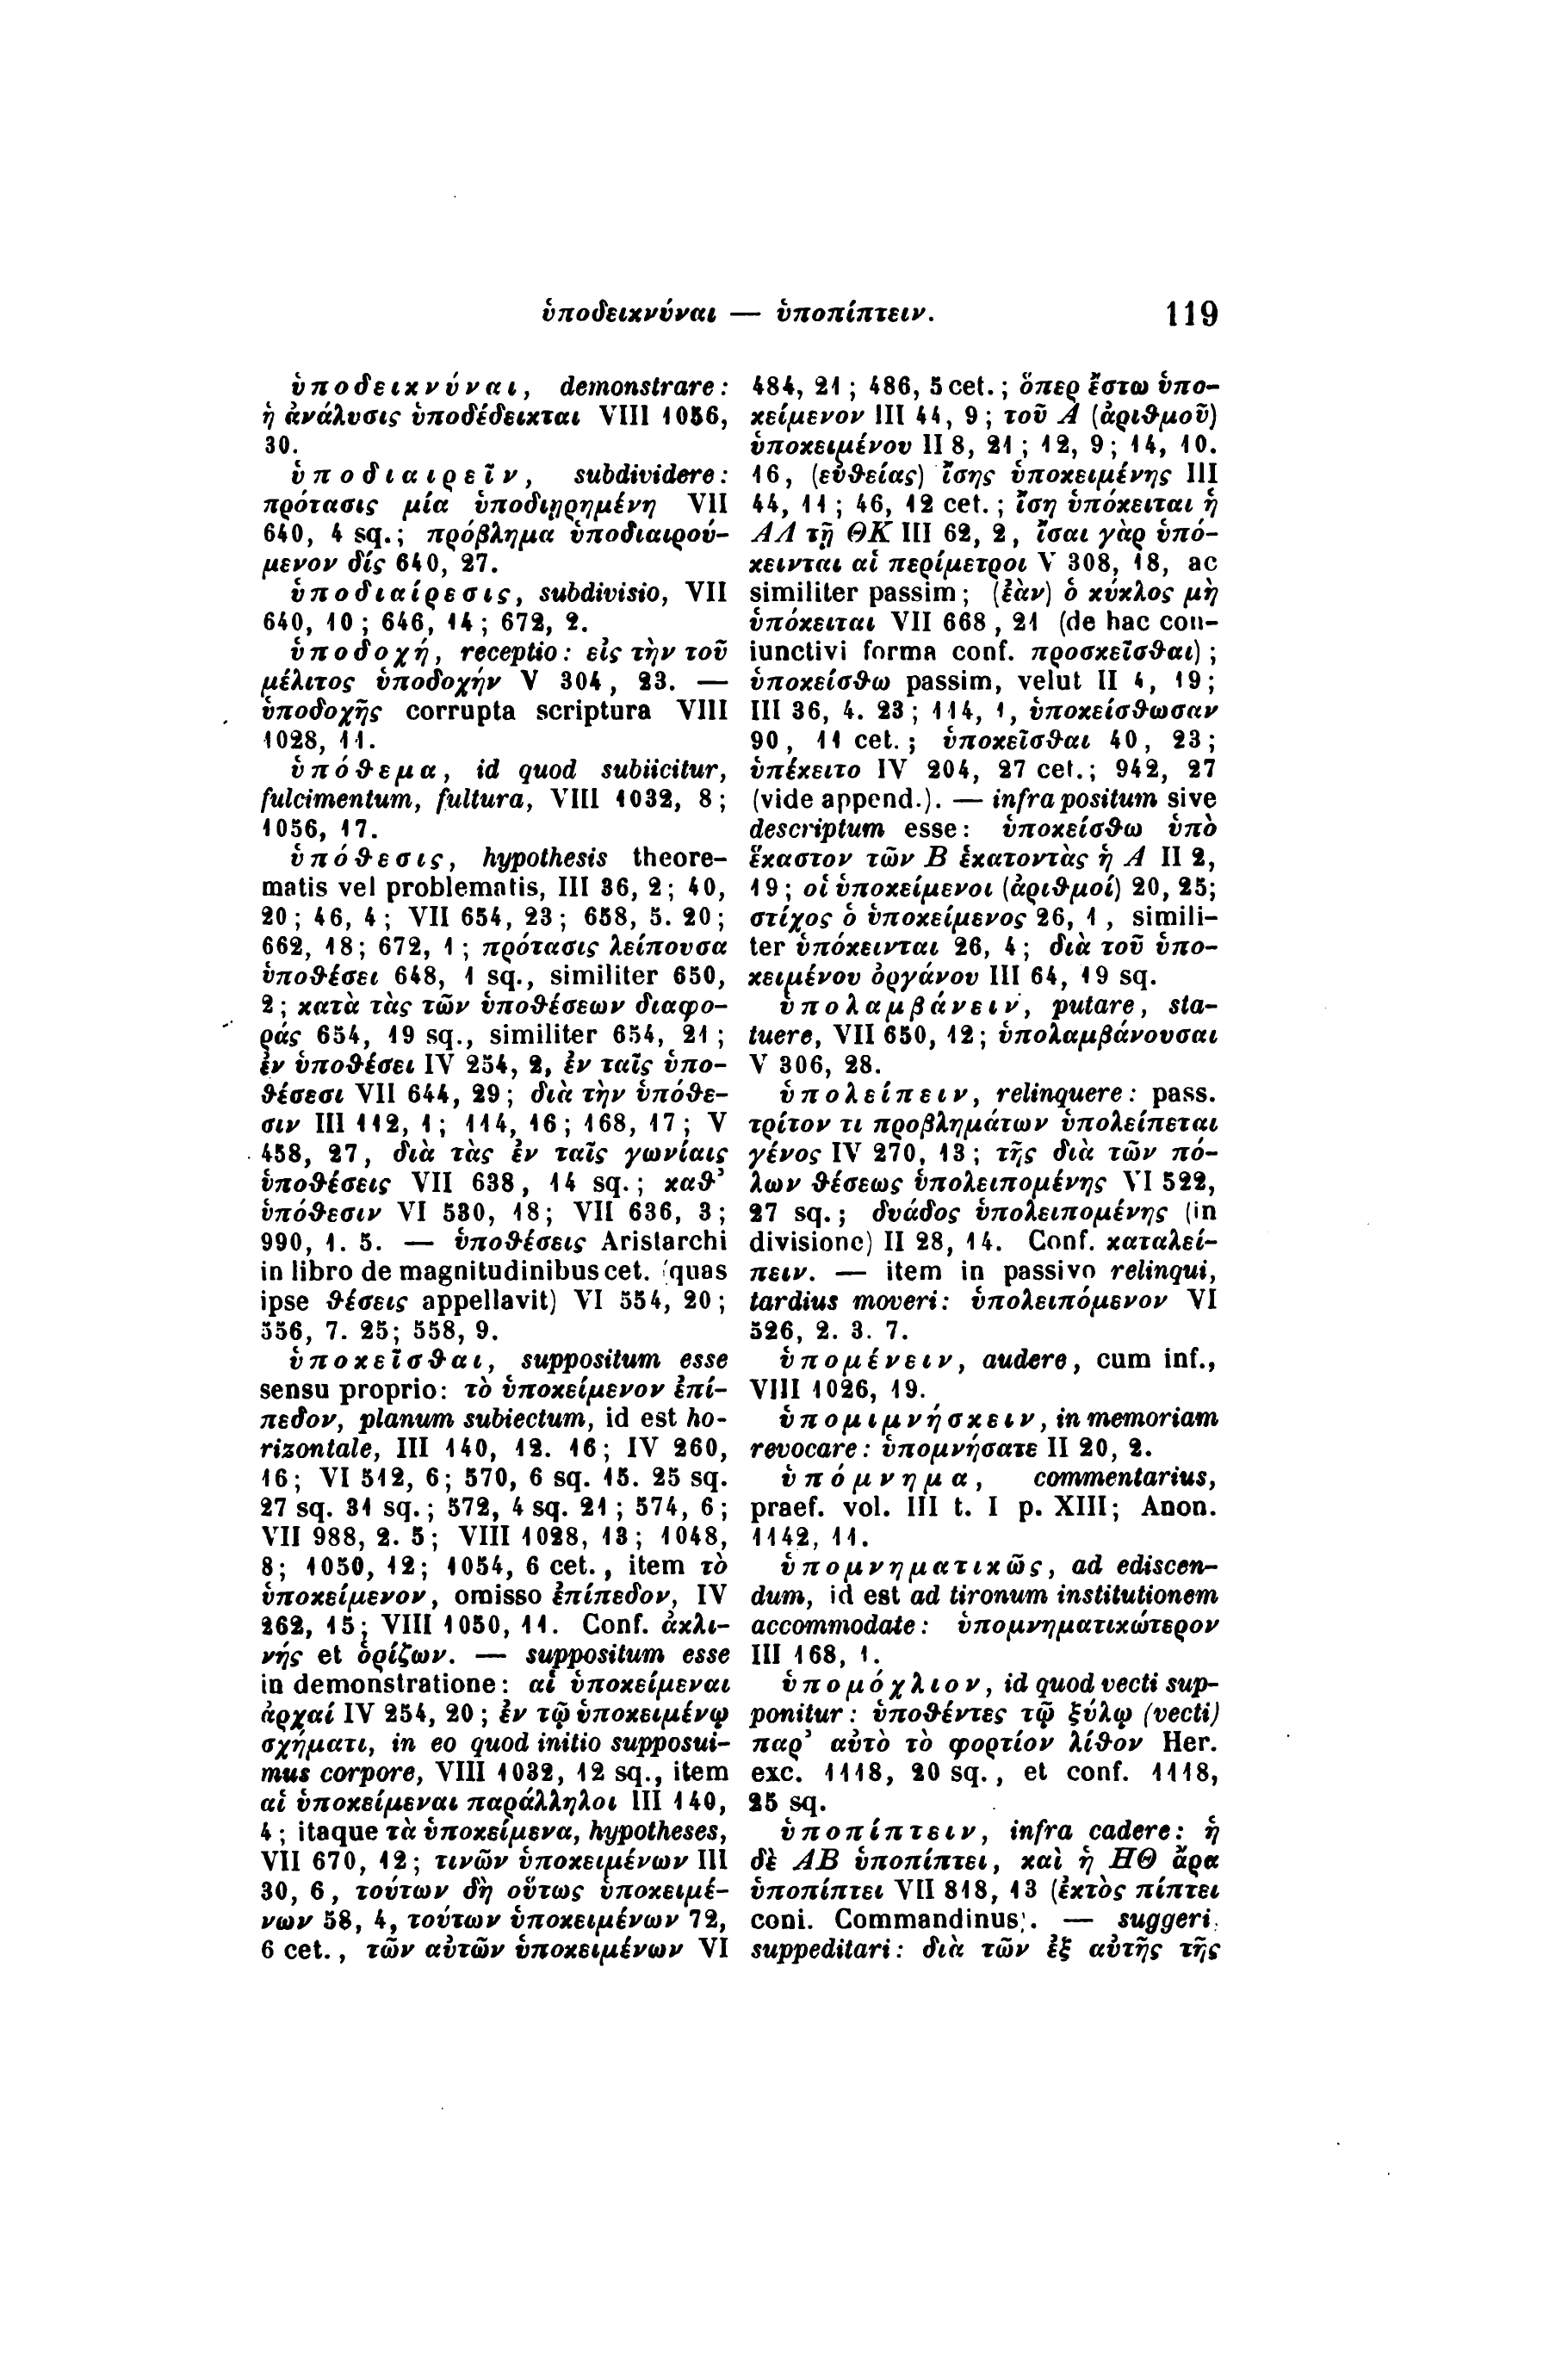 ὑποδεικνύναι — ὑποπίπτειν. 119
ὑποδεικνύναι, demonstrare:
ἡ ἀνάλυσις ὑποδέδεικται VIII 1056,
30.
ὑποδιαιρεῖν, subdividere:
πρότασις μία ὑποδιῃρημένη VII
640, 4 sq.; πρόβλημα ὑποδιαιρού-
μενον δίς 640, 27.
ὑποδιαίρεσις, subdivisio, VII
640, 10; 646, 14; 672, 2.
ὑποδοχή, receptio: εἰς τὴν τοῦ
μέλιτος ὑποδοχήν V 304, 23. —
ὑποδοχῆς corrupta scriptura VIII
1028, 11.
ὑπόθεμα, id quod subiicitur,
fulcimentum, fultura, VIII 1032, 8;
1056, 17.
ὑπόθεσις, hypothesis theore-
matis vel problematis, III 36, 2; 40,
20; 46, 4; VII 654, 23; 658, 5. 20;
662, 18; 672, 1; πρότασις λείπουσα
ὑποθέσει 648, 1 sq., similiter 650,
2; κατὰ τὰς τῶν ὑποθέσεων διαφο-
ράς 654, 19 sq., similiter 654, 21;
ἐν ὑποθέσει IV 254, 2, ἐν ταῖς ὑπο-
θέσεσι VII 644, 29; διὰ τὴν ὑπόθε-
σιν III 112, 1; 114, 16; 168, 17; V
458, 27, διὰ τὰς ἐν ταῖς γωνίαις
ὑποθέσεις VII 638, 14 sq.; καθ’
ὑπόθεσιν VI 530, 18; VII 636, 3;
990, 1. 5. — ὑποθέσεις Aristarchi
in libro de magnitudinibus cet. (quas
ipse θέσεις appellavit) VI 554, 20;
556, 7. 25; 558, 9.
ὑποκεῖσθαι, suppositum esse
sensu proprio: τὸ ὑποκείμενον ἐπί-
πεδον, planum subiectum, id est ho-
rizontale, III 140, 12. 16; IV 260,
16; VI 512, 6; 570, 6 sq. 15. 25 sq.
27 sq. 31 sq.; 572, 4 sq. 21; 574, 6;
VII 988, 2. 5; VIII 1028, 13; 1048,
8; 1050, 12; 1054, 6 cet., item τὸ
ὑποκείμενον, omisso ἐπίπεδον, IV
262, 15; VIII 1050, 11. Conf. ἀκλι-
νής et ὁρίζων. — suppositum esse
in demonstratione: αἱ ὑποκείμεναι
ἀρχαί IV 254, 20; ἐν τῷ ὑποκειμένῳ
σχήματι, in eo quod initio supposui-
mus corpore, VIII 1032, 12 sq., item
αἱ ὑποκείμεναι παράλληλοι III 140,
4; itaque τὰ ὑποκείμενα, hypotheses,
VII 670, 12; τινῶν ὑποκειμένων III
30, 6, τούτων δὴ οὕτως ὑποκειμέ-
νων 58, 4, τούτων ὑποκειμένων 72,
6 cet., τῶν αὐτῶν ὑποκειμένων VI
484, 21; 486, 5 cet.; ὅπερ ἔστω ὑπο-
κείμενον III 44, 9; τοῦ Α (ἀριθμοῦ)
ὑποκειμένου II 8, 21; 12, 9; 14, 10.
16, (εὐθείας) ἴσης ὑποκειμένης III
44, 11; 46, 12 cet.; ἴση ὑπόκειται ἡ
ΑΛ τῇ ΘΚ III 62, 2, ἴσαι γὰρ ὑπό-
κεινται αἱ περίμετροι V 308, 18, ac
similiter passim; (ἐὰν) ὁ κύκλος μὴ
ὑπόκειται VII 668, 21 (de hac con-
iunctivi forma conf. προσκεῖσθαι);
ὑποκείσθω passim, velut II 4, 19;
III 36, 4. 23; 114, 1, ὑποκείσθωσαν
90, 11 cet.; ὑποκεῖσθαι 40, 23;
ὑπέκειτο IV 204, 27 cet.; 942, 27
(vide append.). — infra positum sive
descriptum esse: ὑποκείσθω ὑπὸ
ἕκαστον τῶν Β ἑκατοντὰς ἡ Α II 2,
19; οἱ ὑποκείμενοι (ἀριθμοί) 20, 25;
στίχος ὁ ὑποκείμενος 26, 1, simili-
ter ὑπόκεινται 26, 4; διὰ τοῦ ὑπο-
κειμένου ὀργάνου III 64, 19 sq.
ὑπολαμβάνειν, putare, sta-
tuere, VII 650, 12; ὑπολαμβάνουσαι
V 306, 28.
ὑπολείπειν, relinquere: pass.
τρίτον τι προβλημάτων ὑπολείπεται
γένος IV 270, 13; τῆς διὰ τῶν πό-
λων θέσεως ὑπολειπομένης VI 522,
27 sq.; δυάδος ὑπολειπομένης (in
divisione) II 28, 14. Conf. καταλεί-
πειν. — item in passivo relinqui,
tardius moveri: ὑπολειπόμενον VI
526, 2. 3. 7.
ὑπομένειν, audere, cum inf.,
VIII 1026, 19.
ὑπομιμνήσκειν, in memoriam
revocare: ὑπομνήσατε II 20, 2.
ὑπόμνημα, commentarius,
praef. vol. III t. I p. XIII; Anon.
1142, 11.
ὑπομνηματικῶς, ad ediscen-
dum, id est ad tironum institutionem
accommodate: ὑπομνηματικώτερον
III 168, 1.
ὑπομόχλιον, id quod vecti sup-
ponitur: ὑποθέντες τῷ ξύλῳ (vecti)
παρ’ αὐτὸ τὸ φορτίον λίθον Her.
exc. 1118, 20 sq., et conf. 1118,
25 sq.
ὑποπίπτειν, infra cadere: ἡ
δὲ ΑΒ ὑποπίπτει, καὶ ἡ ΗΘ ἄρα
ὑποπίπτει VII 818, 13 (ἐκτὸς πίπτει
coni. Commandinus). — suggeri,
suppeditari: διὰ τῶν ἐξ αὐτῆς τῆς